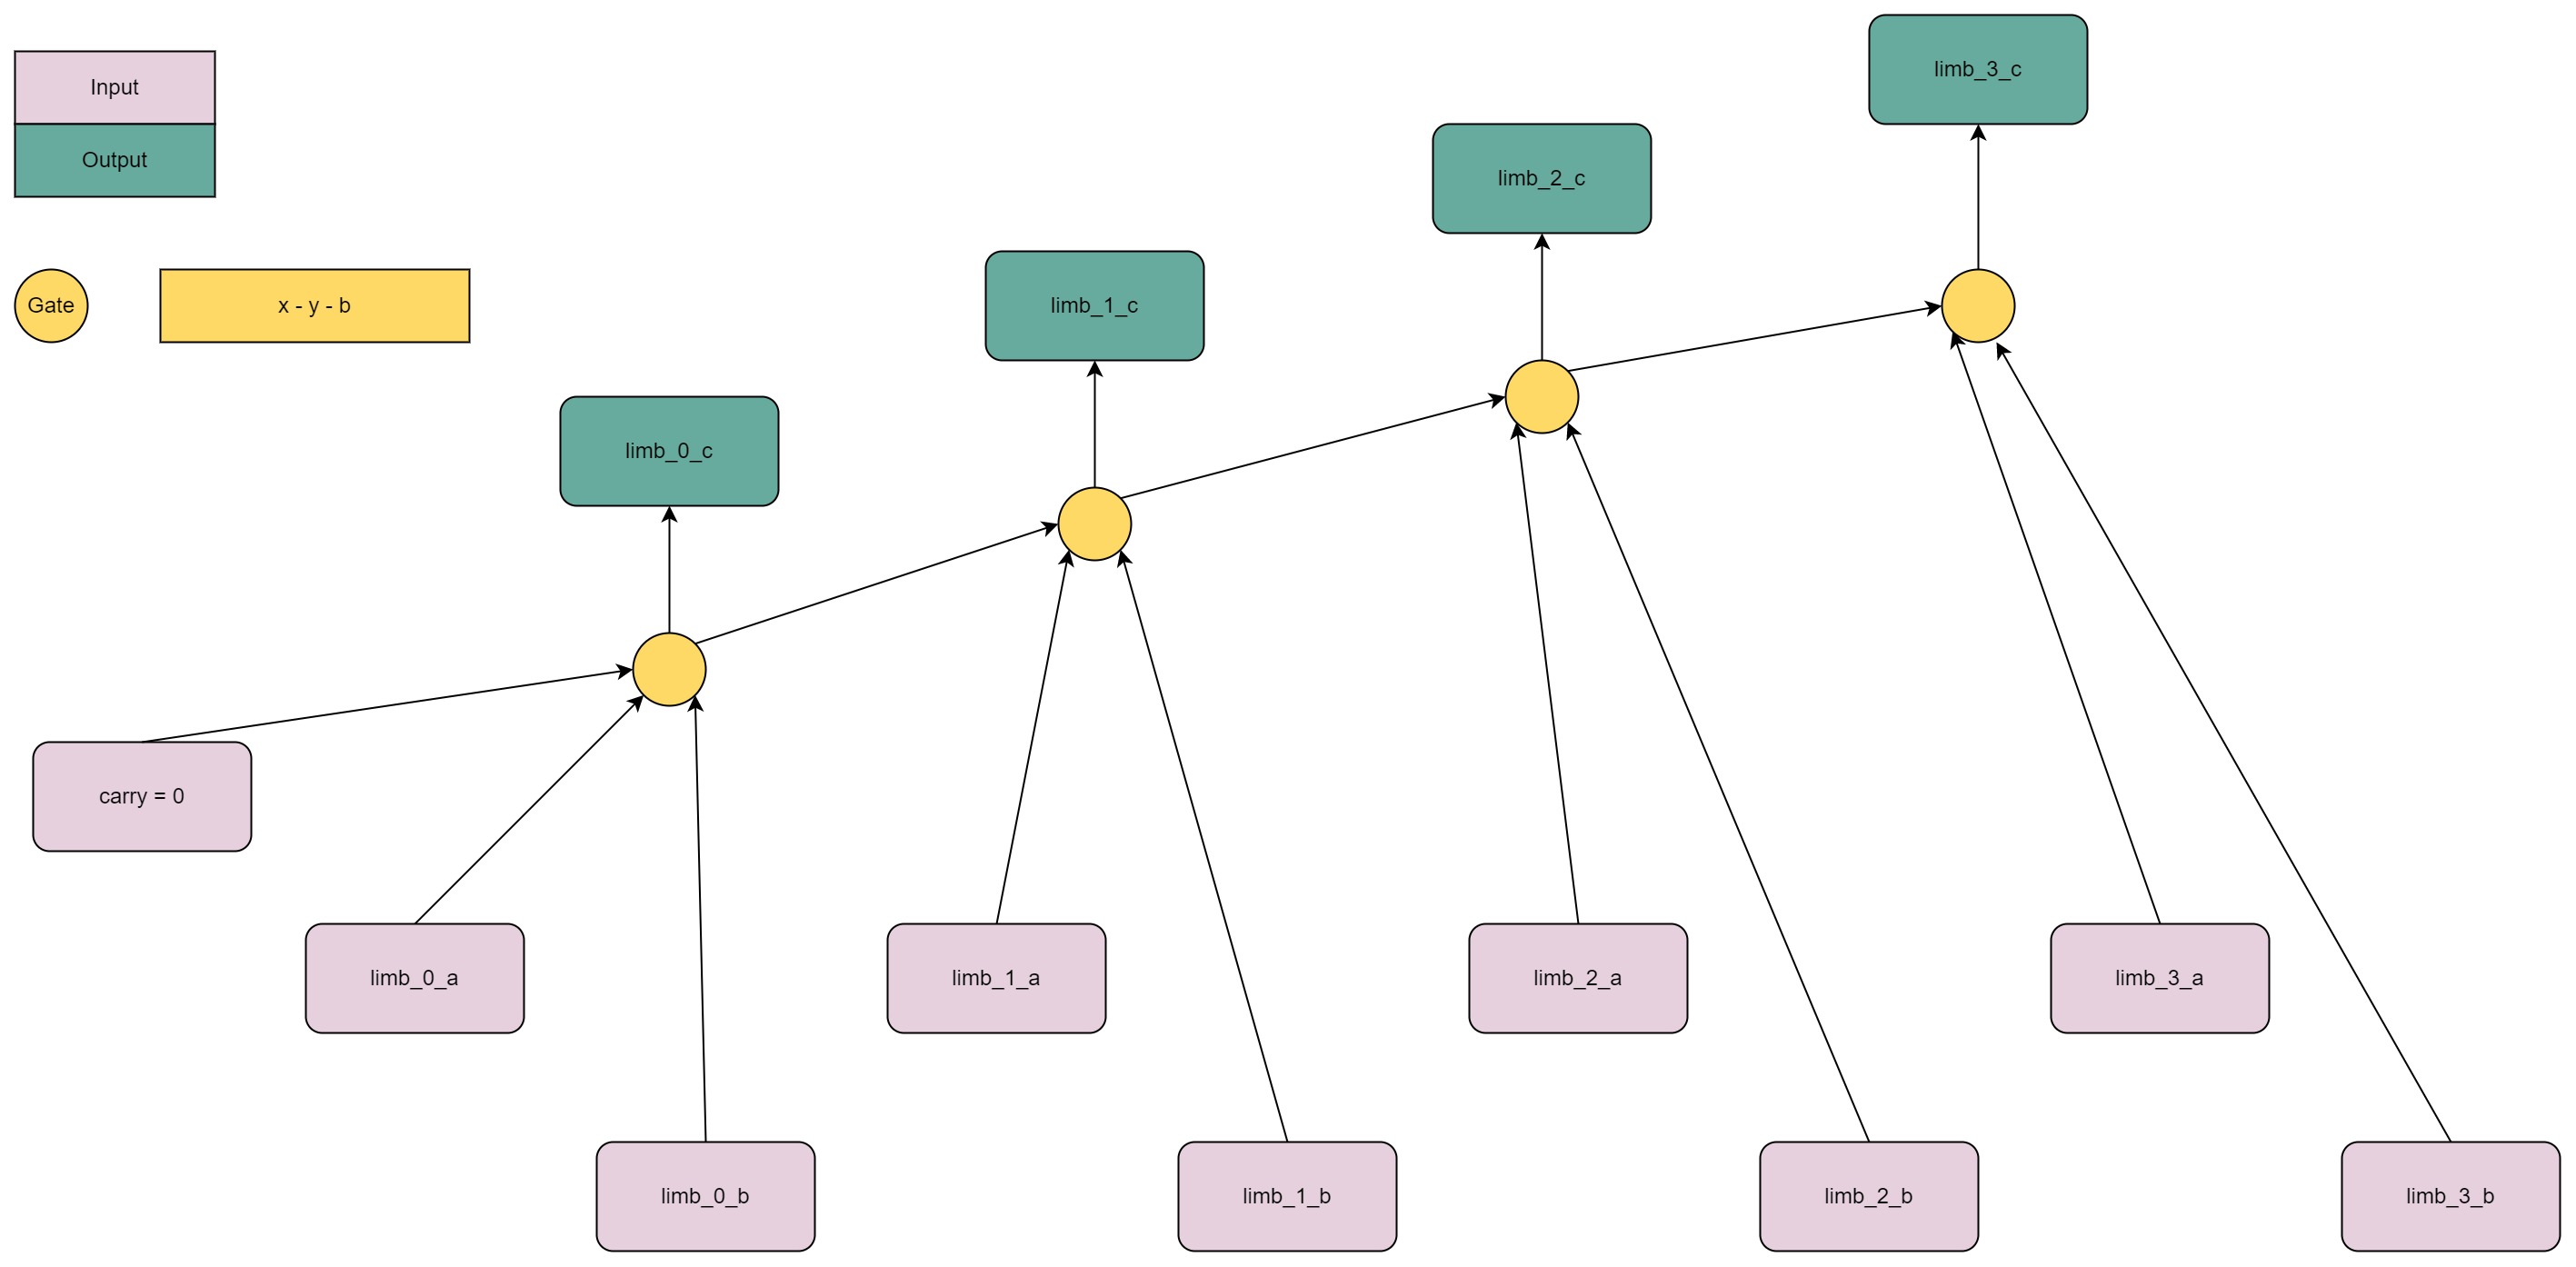 Input
Output
Gate
x - y - b
limb_3_c
limb_2_c
limb_1_c
limb_0_c
carry = 0
limb_0_a
limb_1_a
limb_2_a
limb_3_a
limb_0_b
limb_1_b
limb_2_b
limb_3_b